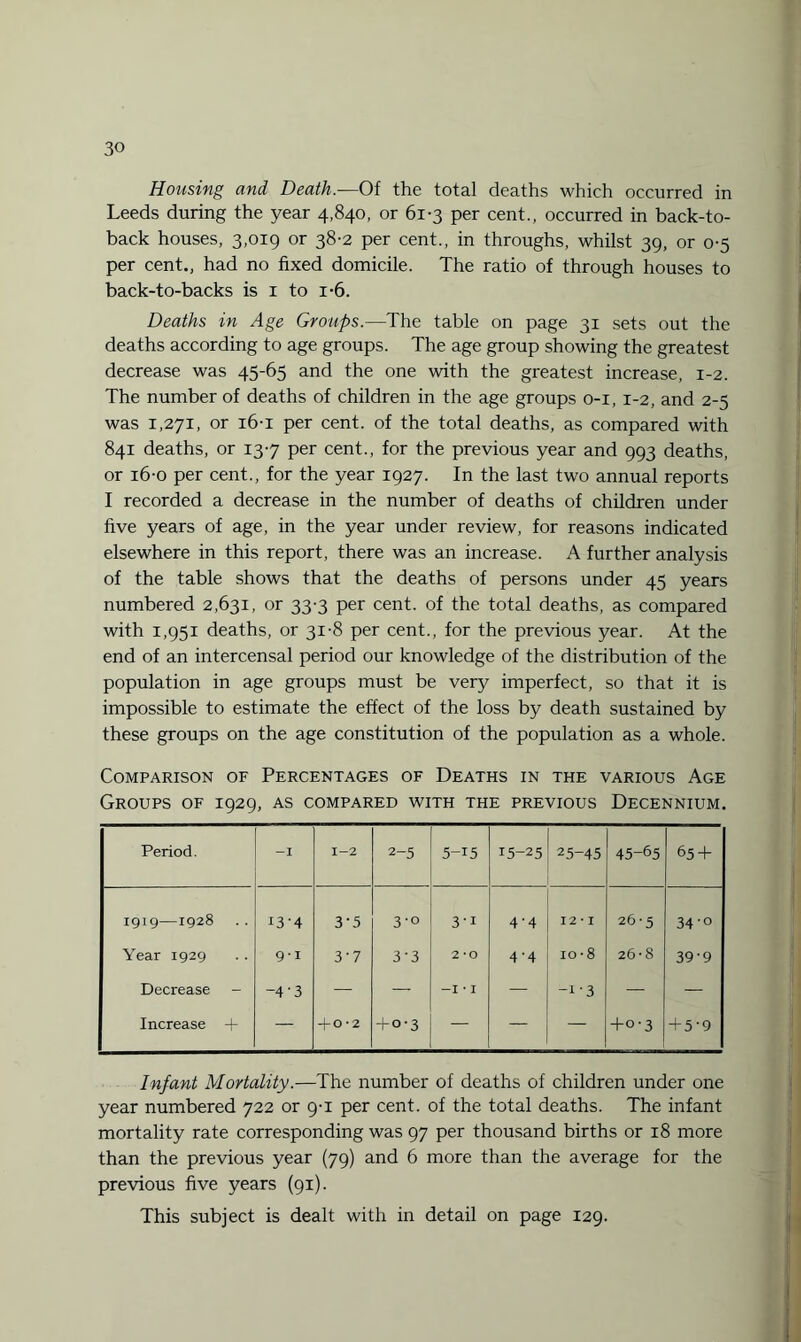 30
Housing and Death.—Of the total deaths which occurred in
Leeds during the year 4,840, or 61·3 per cent., occurred in back-to-
back houses, 3,019 or 38·2 per cent., in throughs, whilst 39, or 0·5
per cent., had no fixed domicile. The ratio of through houses to
back-to-backs is 1 to 1·6.
Deaths in Age Groups.—The table on page 31 sets out the
deaths according to age groups. The age group showing the greatest
decrease was 45-65 and the one with the greatest increase, 1-2.
The number of deaths of children in the age groups 0-1, 1-2, and 2-5
was 1,271, or 16·1 per cent. of the total deaths, as compared with
841 deaths, or 13·7 per cent., for the previous year and 993 deaths,
or 16·0 per cent., for the year 1927. In the last two annual reports
I recorded a decrease in the number of deaths of children under
five years of age, in the year under review, for reasons indicated
elsewhere in this report, there was an increase. A further analysis
of the table shows that the deaths of persons under 45 years
numbered 2,631, or 33·3 per cent. of the total deaths, as compared
with 1,951 deaths, or 31·8 per cent., for the previous year. At the
end of an intercensal period our knowledge of the distribution of the
population in age groups must be very imperfect, so that it is
impossible to estimate the effect of the loss by death sustained by
these groups on the age constitution of the population as a whole.
Comparison of Percentages of Deaths in the various Age
Groups of 1929, as compared with the previous Decennium.
Period. -1 1-2 2-5 5-15 15-25 25-45 45-65 65+
1919—1928 .. 13·4 3·5 3·0 3·1 4·4 12·1 26·5 34·0
Year 1929 .. 9·1 3·7 3·3 2·0 4·4 10·8 26·8 39·9
Decrease - -4·3 — — -1·1 — -1·3 — —
Increase + — +0·2 +0·3 — — — +0·3 +5·9
Infant Mortality.—The number of deaths of children under one
year numbered 722 or 9·1 per cent. of the total deaths. The infant
mortality rate corresponding was 97 per thousand births or 18 more
than the previous year (79) and 6 more than the average for the
previous five years (91).
This subject is dealt with in detail on page 129.